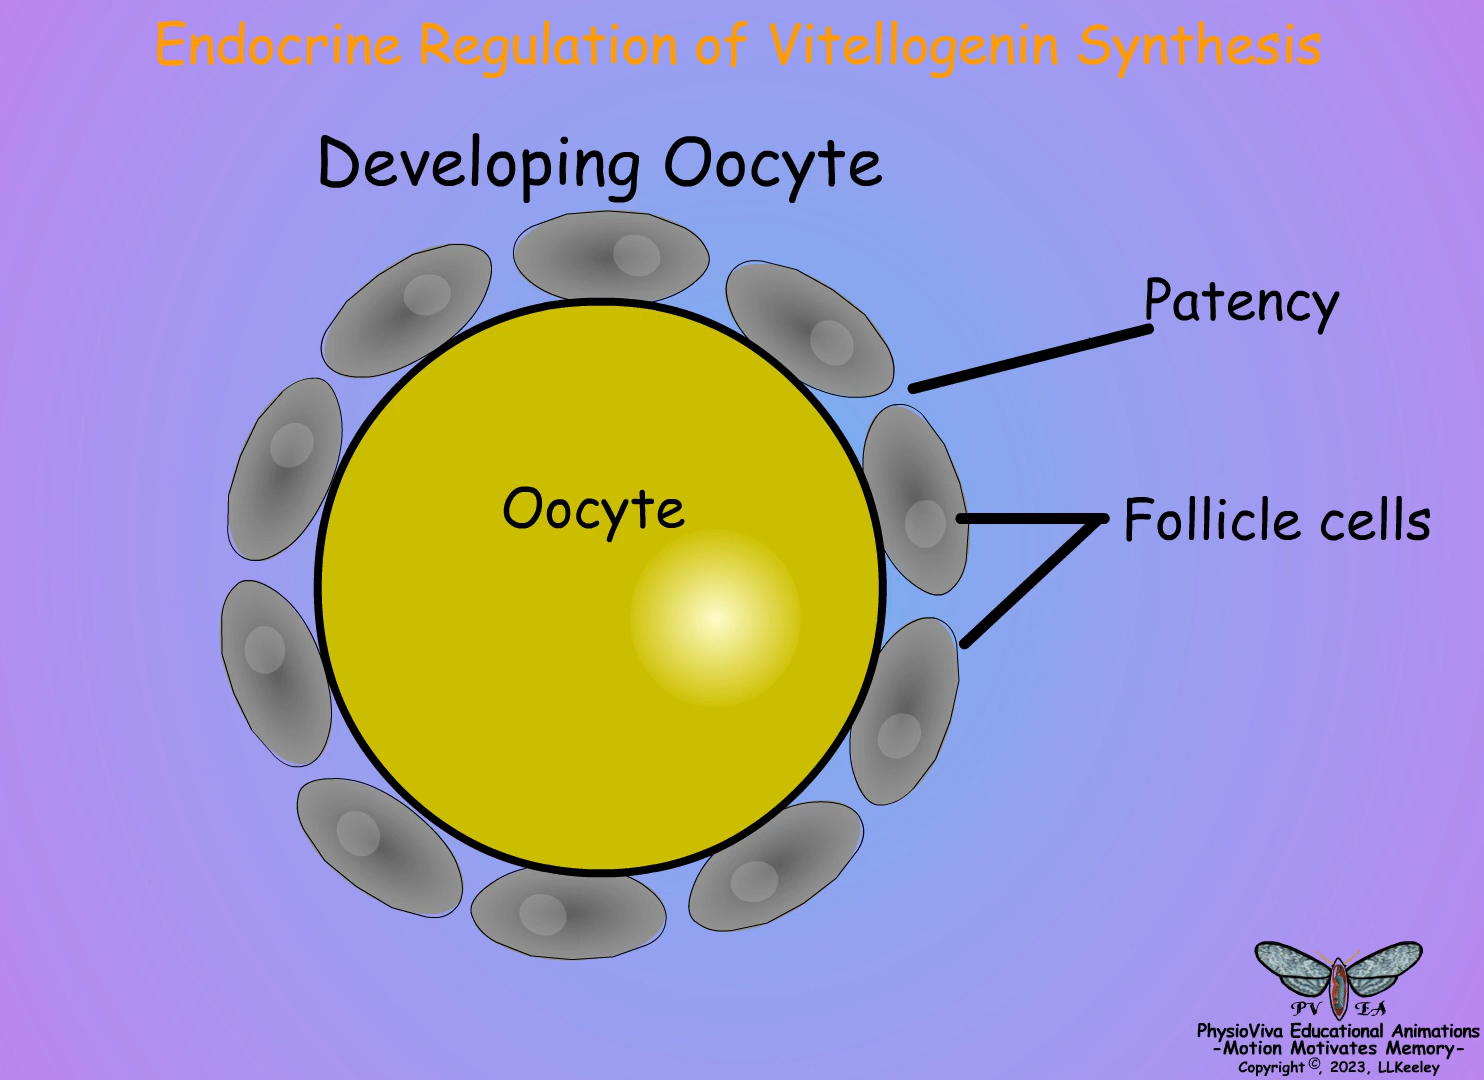 Endocrine Regulation of Vitellogenin Synthesis
Developing Oocyte
Patency
Oocyte
Follicle cells
PV EA
PhysioViva Educational Animations
-Motion Motivates Memory-
Copyright ©, 2023, LLKeeley